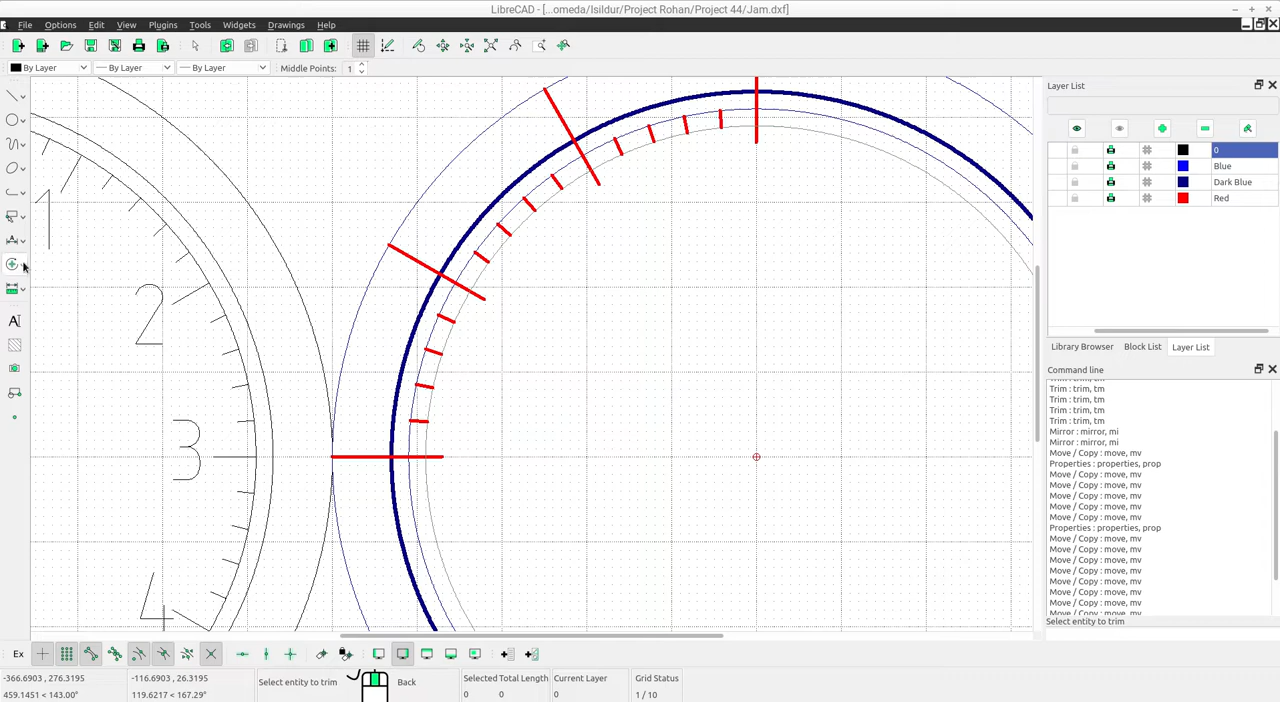 LibreCAD - [...omeda/Isildur/Project Rohan/Project 44/Jam.dxf]
File Options Edit View Plugins Tools Widgets Drawings Help
By Layer By Layer By Layer Middle Points: 1
Layer List
0
Blue
Dark Blue
Red
Library Browser Block List Layer List
Command line
Trim : trim, tm
Trim : trim, tm
Trim : trim, tm
Trim : trim, tm
Trim : trim, tm
Mirror : mirror, mi
Mirror : mirror, mi
Move / Copy : move, mv
Properties : properties, prop
Move / Copy : move, mv
Move / Copy : move, mv
Move / Copy : move, mv
Move / Copy : move, mv
Move / Copy : move, mv
Properties : properties, prop
Move / Copy : move, mv
Move / Copy : move, mv
Move / Copy : move, mv
Move / Copy : move, mv
Move / Copy : move, mv
Move / Copy : move, mv
Move / Copy : move, mv
Select entity to trim
1
2
3
4
A
Ex
-366.6903 , 276.3195
459.1451 < 143.00°
-116.6903 , 26.3195
119.6217 < 167.29°
Select entity to trim
Back
Selected Total Length
0 0
Current Layer
0
Grid Status
1 / 10